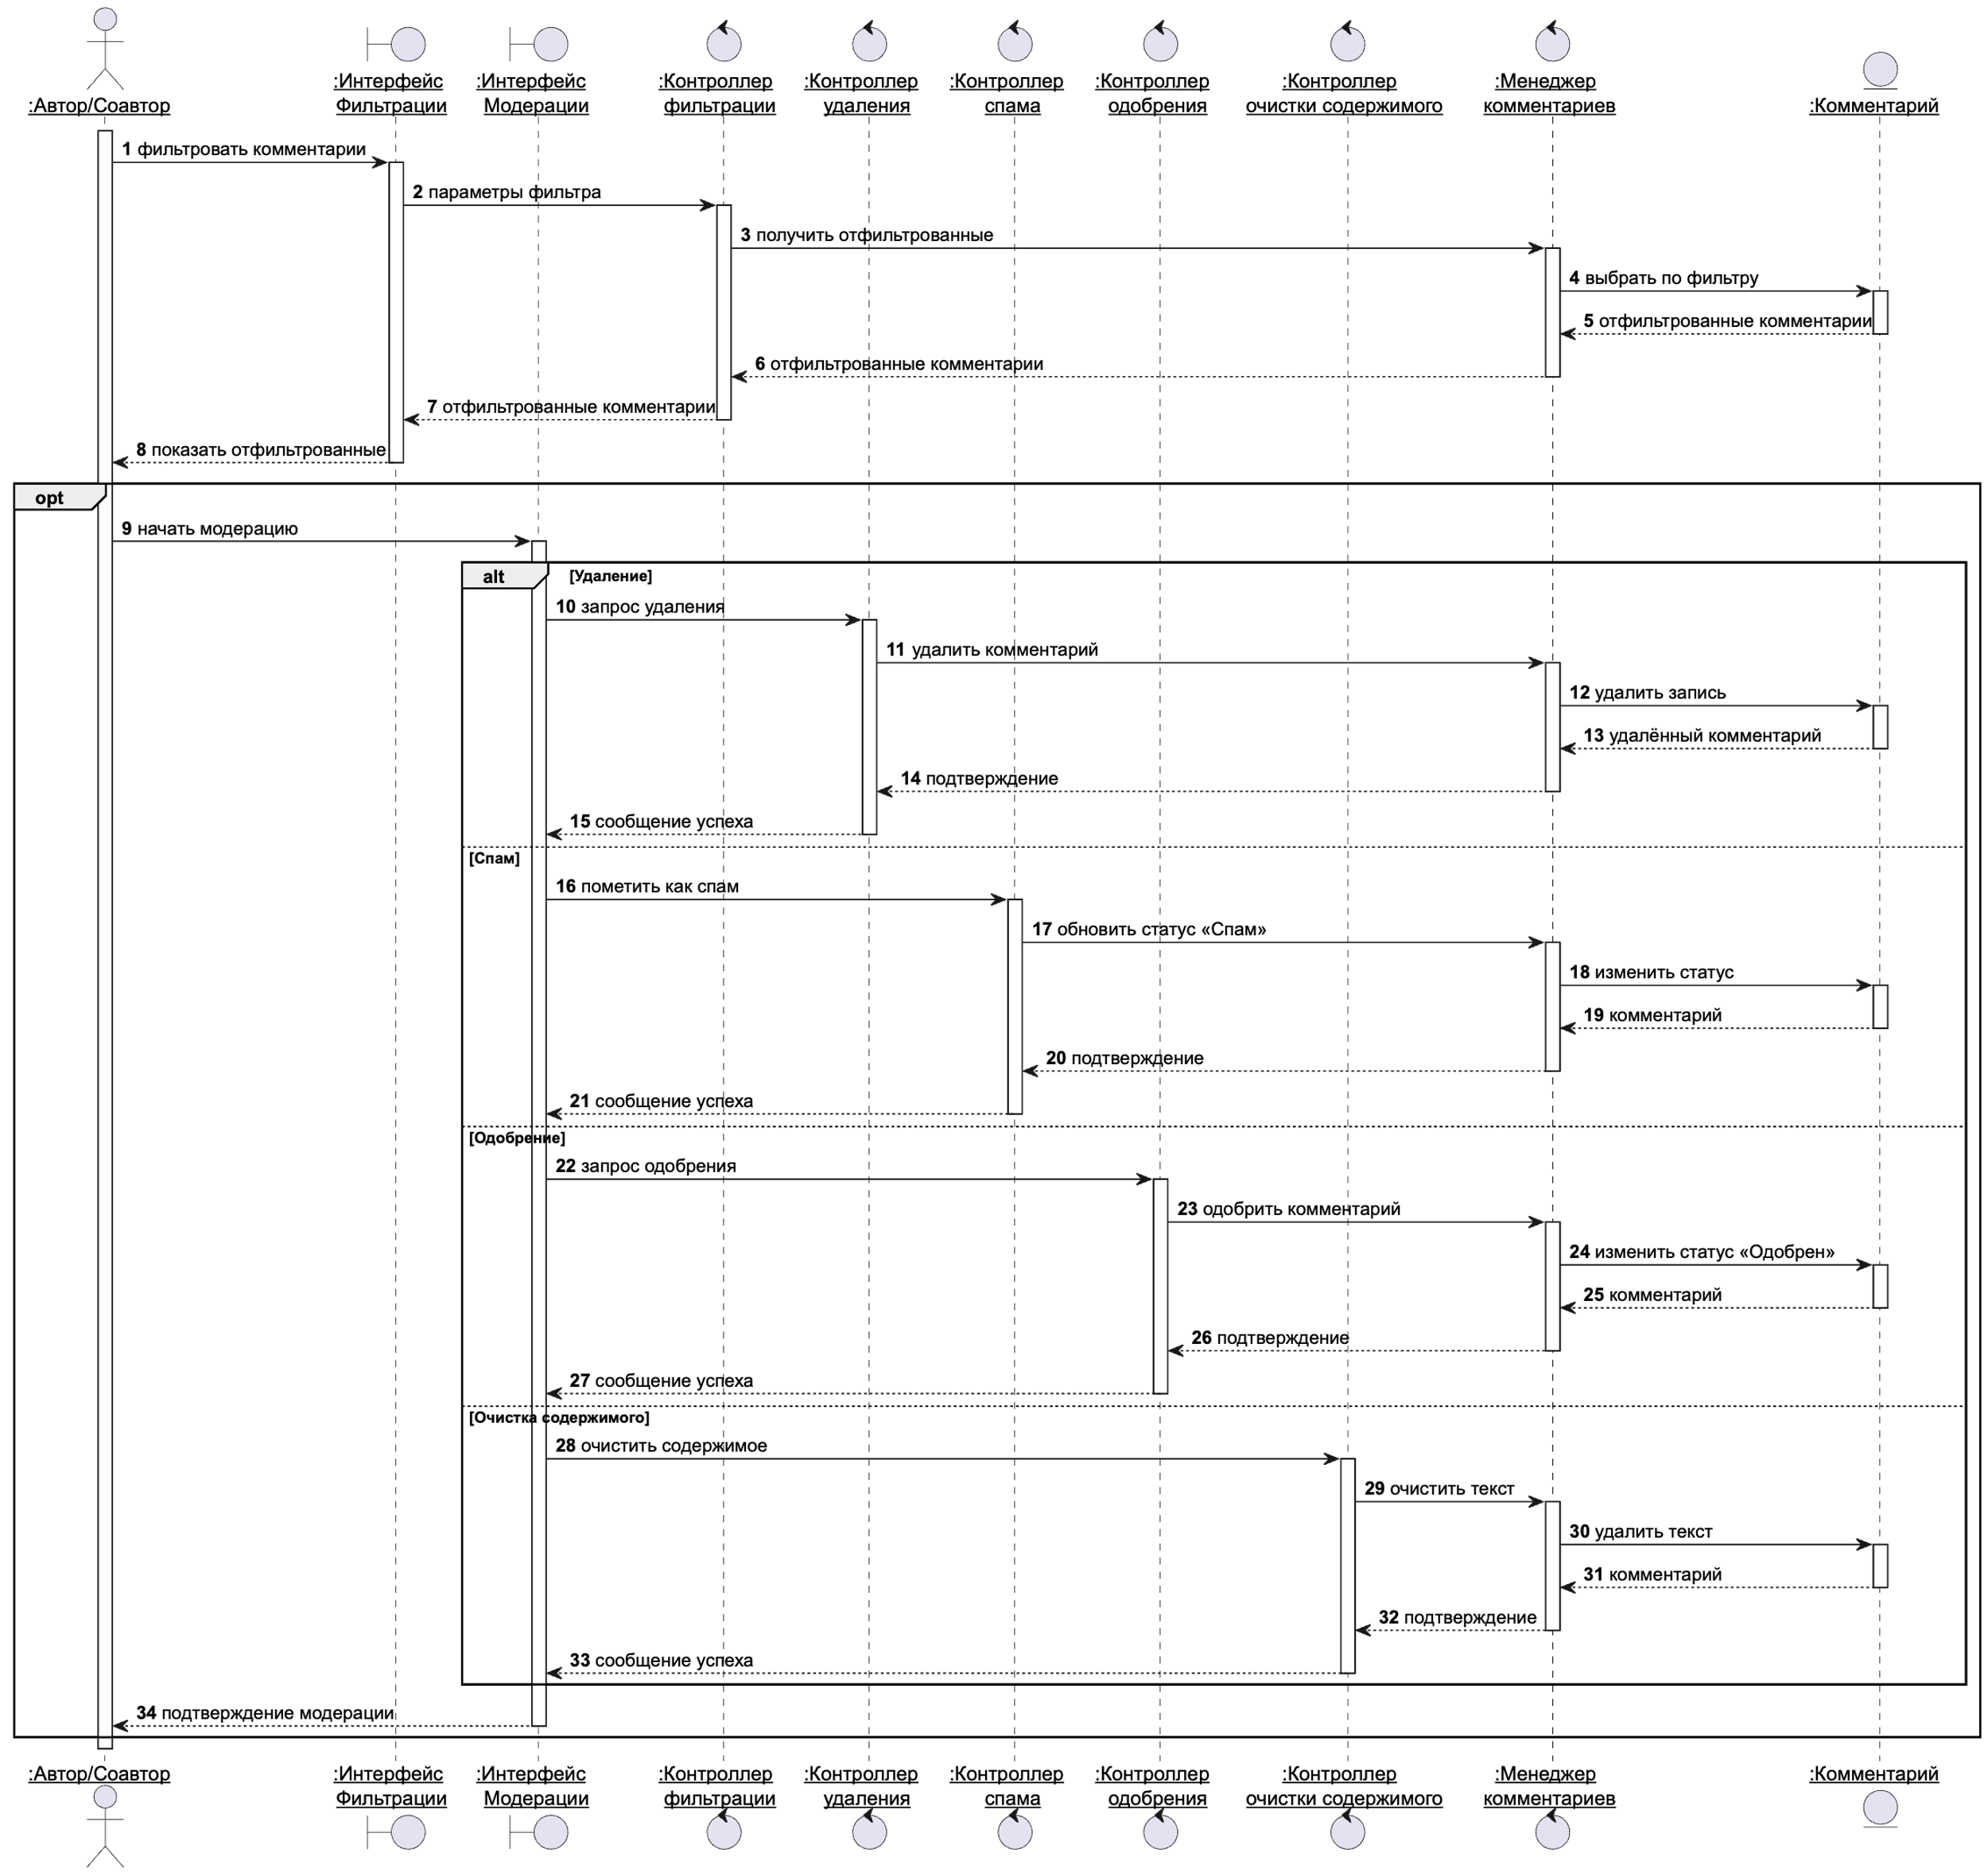 :Автор/Соавтор
:Интерфейс
Фильтрации
:Интерфейс
Модерации
:Контроллер
фильтрации
:Контроллер
удаления
:Контроллер
спама
:Контроллер
одобрения
:Контроллер
очистки содержимого
:Менеджер
комментариев
:Комментарий
1 фильтровать комментарии
2 параметры фильтра
3 получить отфильтрованные
4 выбрать по фильтру
5 отфильтрованные комментарии
6 отфильтрованные комментарии
7 отфильтрованные комментарии
8 показать отфильтрованные
opt
9 начать модерацию
alt [Удаление]
10 запрос удаления
11 удалить комментарий
12 удалить запись
13 удалённый комментарий
14 подтверждение
15 сообщение успеха
[Спам]
16 пометить как спам
17 обновить статус «Спам»
18 изменить статус
19 комментарий
20 подтверждение
21 сообщение успеха
[Одобрение]
22 запрос одобрения
23 одобрить комментарий
24 изменить статус «Одобрен»
25 комментарий
26 подтверждение
27 сообщение успеха
[Очистка содержимого]
28 очистить содержимое
29 очистить текст
30 удалить текст
31 комментарий
32 подтверждение
33 сообщение успеха
34 подтверждение модерации
:Автор/Соавтор
:Интерфейс
Фильтрации
:Интерфейс
Модерации
:Контроллер
фильтрации
:Контроллер
удаления
:Контроллер
спама
:Контроллер
одобрения
:Контроллер
очистки содержимого
:Менеджер
комментариев
:Комментарий